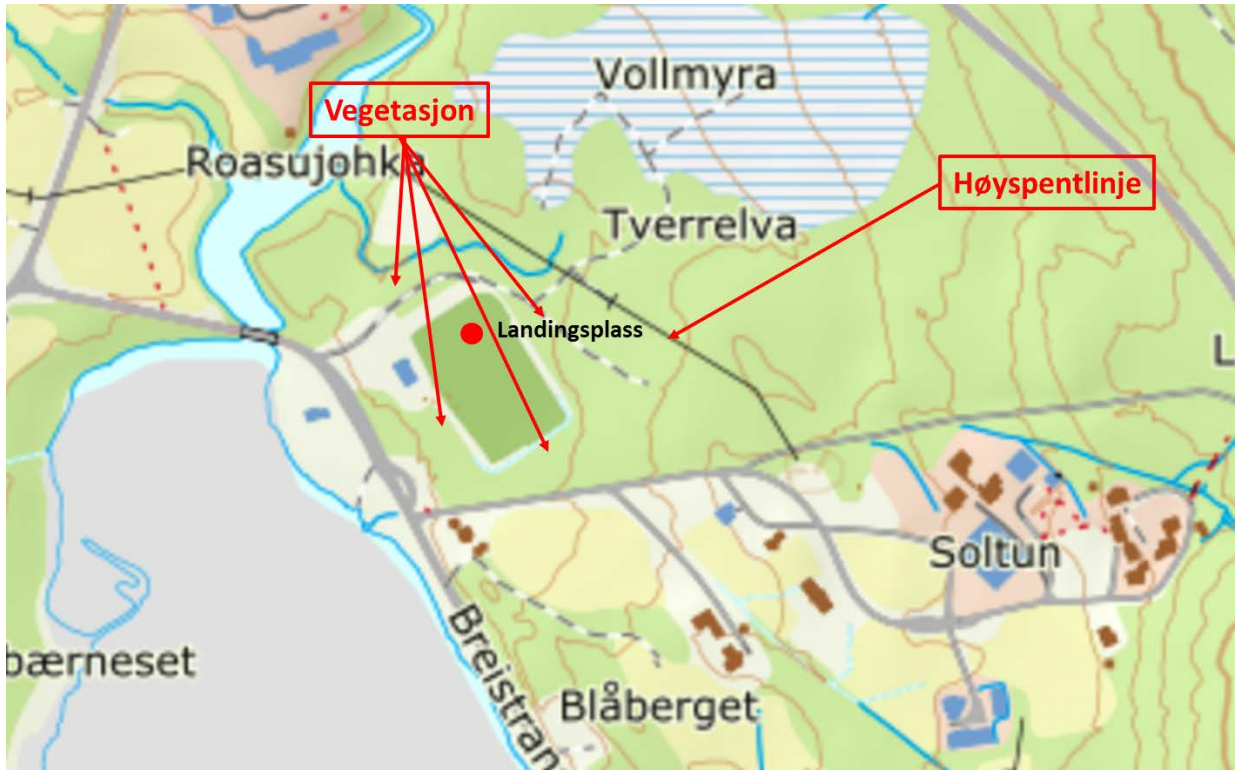 Vollmyra
Vegetasjon
Roasujohka
Høyspentlinje
Tverrelva
Landingsplass
L
Soltun
bærneset
Breistran
Blåberget